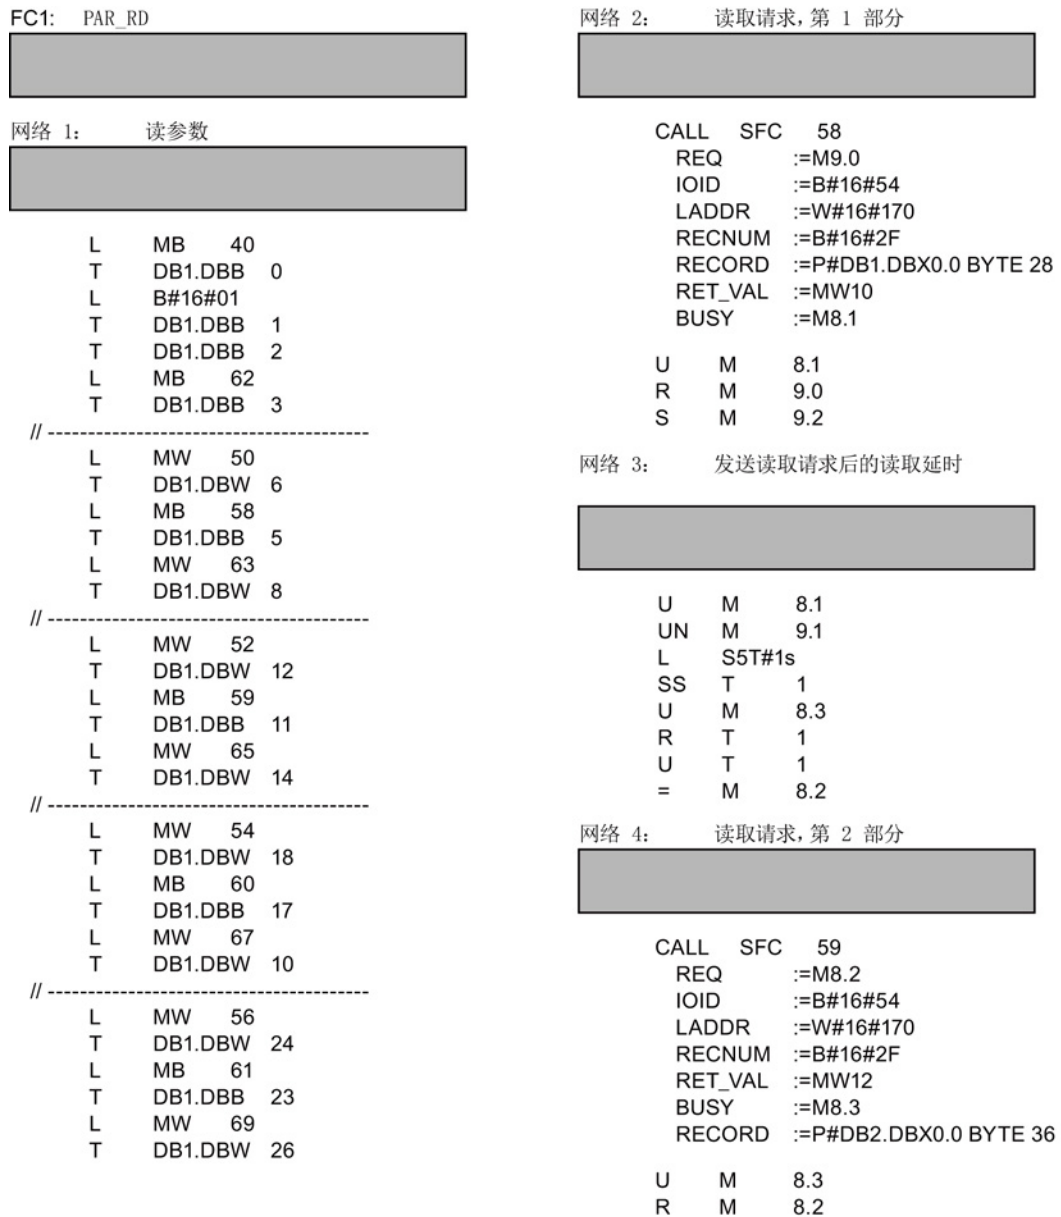 FC1: PAR_RD
网络 1: 读参数
L MB 40
T DB1.DBB 0
L B#16#01
T DB1.DBB 1
T DB1.DBB 2
L MB 62
T DB1.DBB 3
// ----------------------------------------
L MW 50
T DB1.DBW 6
L MB 58
T DB1.DBB 5
L MW 63
T DB1.DBW 8
// ----------------------------------------
L MW 52
T DB1.DBW 12
L MB 59
T DB1.DBB 11
L MW 65
T DB1.DBW 14
// ----------------------------------------
L MW 54
T DB1.DBW 18
L MB 60
T DB1.DBB 17
L MW 67
T DB1.DBW 10
// ----------------------------------------
L MW 56
T DB1.DBW 24
L MB 61
T DB1.DBB 23
L MW 69
T DB1.DBW 26
网络 2: 读取请求,第 1 部分
CALL SFC 58
REQ :=M9.0
IOID :=B#16#54
LADDR :=W#16#170
RECNUM :=B#16#2F
RECORD :=P#DB1.DBX0.0 BYTE 28
RET_VAL :=MW10
BUSY :=M8.1
U M 8.1
R M 9.0
S M 9.2
网络 3: 发送读取请求后的读取延时
U M 8.1
UN M 9.1
L S5T#1s
SS T 1
U M 8.3
R T 1
U T 1
= M 8.2
网络 4: 读取请求,第 2 部分
CALL SFC 59
REQ :=M8.2
IOID :=B#16#54
LADDR :=W#16#170
RECNUM :=B#16#2F
RET_VAL :=MW12
BUSY :=M8.3
RECORD :=P#DB2.DBX0.0 BYTE 36
U M 8.3
R M 8.2